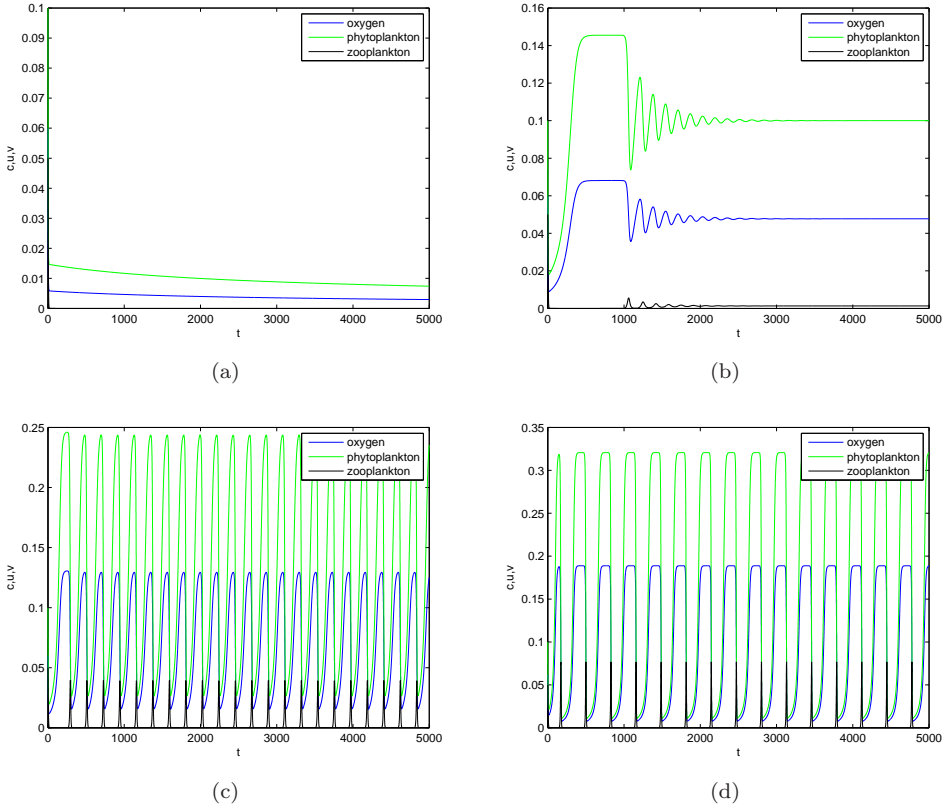 0.1
0.09
0.08
0.07
0.06
0.05
0.04
0.03
0.02
0.01
0
c,u,v
0 1000 2000 3000 4000 5000
t
oxygen
phytoplankton
zooplankton
(a)
0.16
0.14
0.12
0.1
0.08
0.06
0.04
0.02
0
c,u,v
0 1000 2000 3000 4000 5000
t
oxygen
phytoplankton
zooplankton
(b)
0.25
0.2
0.15
0.1
0.05
0
c,u,v
0 1000 2000 3000 4000 5000
t
oxygen
phytoplankton
zooplankton
(c)
0.35
0.3
0.25
0.2
0.15
0.1
0.05
0
c,u,v
0 1000 2000 3000 4000 5000
t
oxygen
phytoplankton
zooplankton
(d)